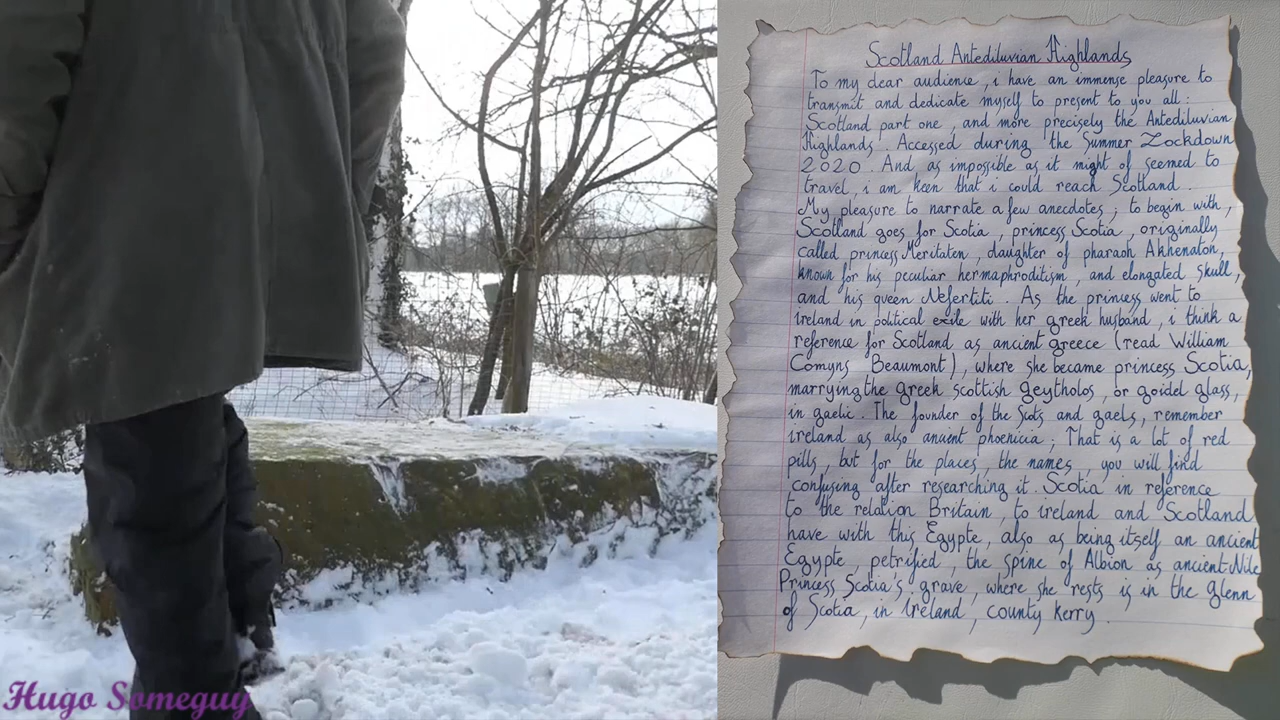 Scotland Antediluvian Highlands
To my dear audience, i have an immense pleasure to
transmit and dedicate myself to present to you all :
Scotland part one, and more precisely the Antediluvian
Highlands. Accessed during the Summer Lockdown
2020. And as impossible as it might of seemed to
travel, i am keen that i could reach Scotland.
My pleasure to narrate a few anecdotes ; to begin with,
Scotland goes for Scotia, princess Scotia, originally
called princess Meritaten, daughter of pharaoh Aknenaton,
known for his peculiar hermaphroditism, and elongated skull,
and his queen Nefertiti. As the princess went to
ireland in political exile with her greek husband, i think a
reference for Scotland as ancient greece (read William
Comyns Beaumont), where she became princess Scotia,
marrying the greek scottish geytholos, or goidel glass,
in gaelic. The founder of the Scots and gaels, remember
ireland as also ancient phoenicia ; That is a lot of red
pills, but for the places, the names, you will find
confusing after researching it. Scotia in reference
to the relation Britain, to ireland and Scotland
have with this Egypte, also as being itself an ancient
Egypte, petrified, the spine of Albion as ancient Nile
Princess Scotia's grave, where she rests is in the Glenn
of Scotia, in Ireland, county kerry.
Hugo Someguy